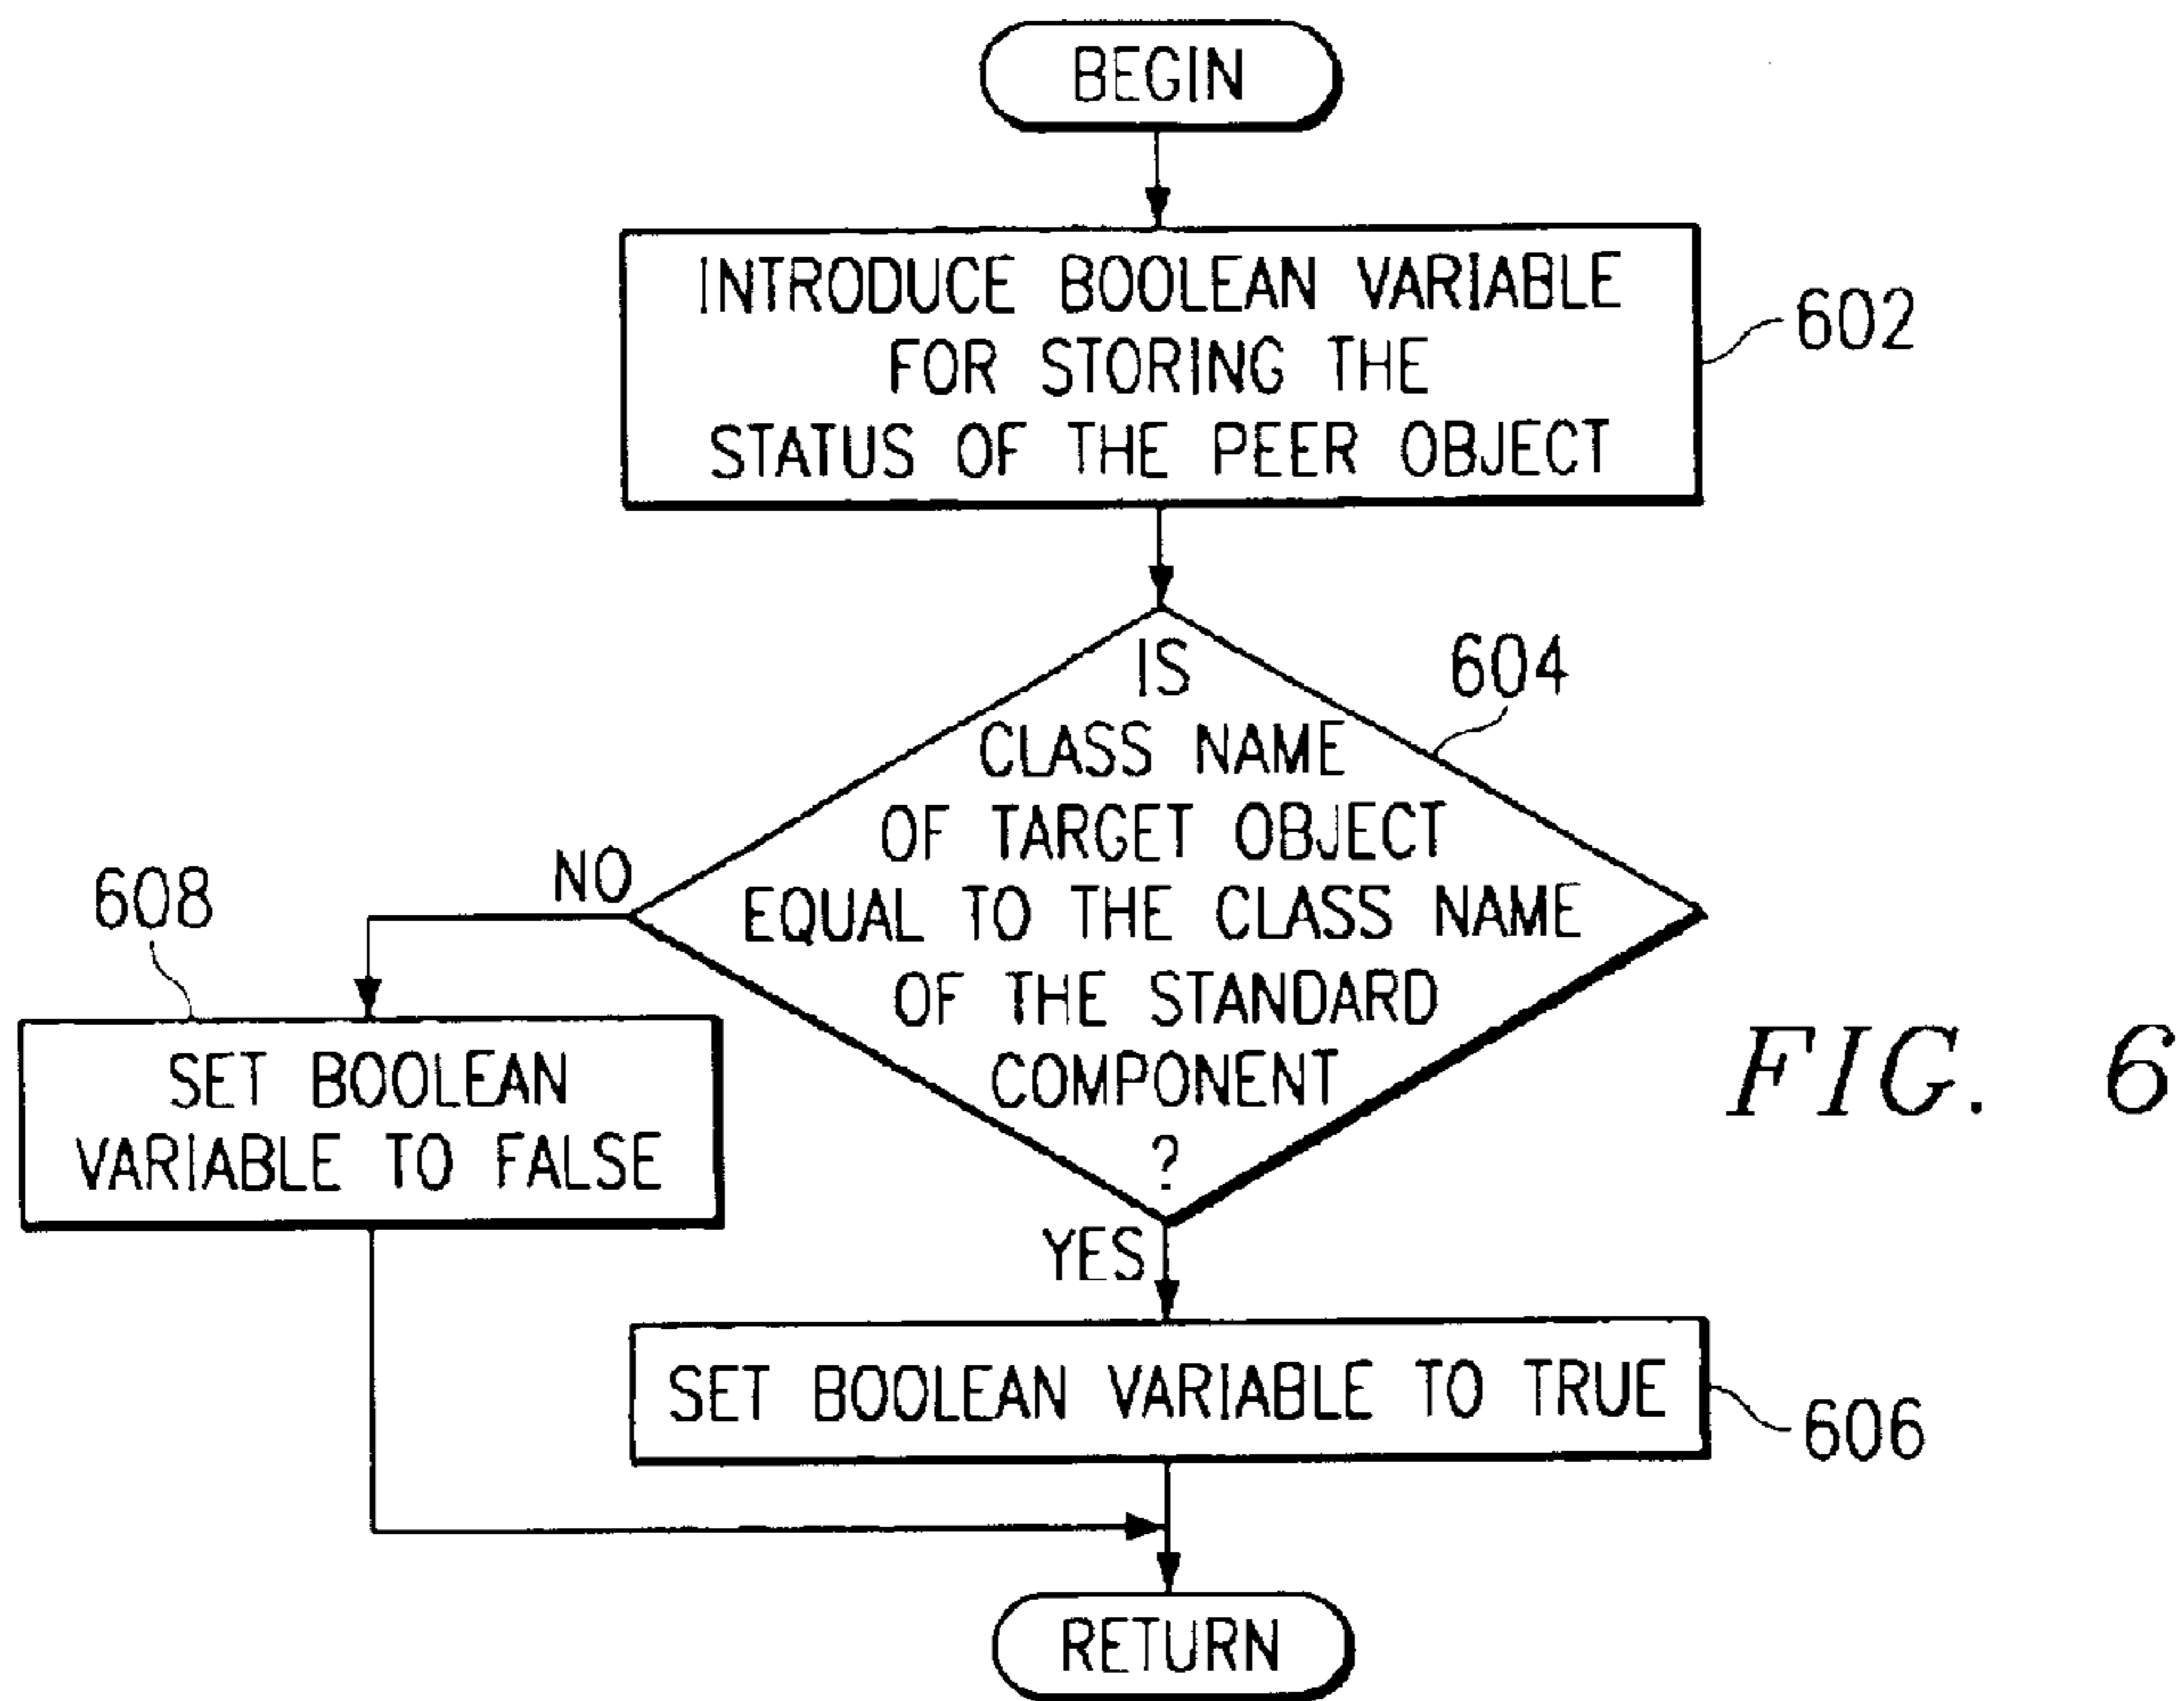 BEGIN
INTRODUCE BOOLEAN VARIABLE
FOR STORING THE
STATUS OF THE PEER OBJECT
602
IS
CLASS NAME
OF TARGET OBJECT
EQUAL TO THE CLASS NAME
OF THE STANDARD
COMPONENT
?
604
NO
608
SET BOOLEAN
VARIABLE TO FALSE
YES
SET BOOLEAN VARIABLE TO TRUE
606
RETURN
FIG. 6